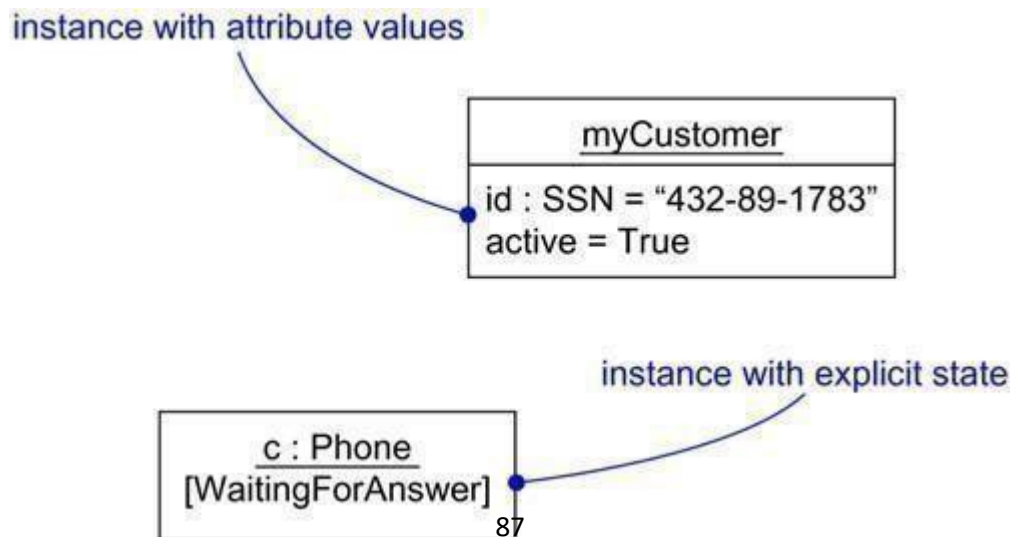 instance with attribute values
myCustomer
id : SSN = “432-89-1783”
active = True
instance with explicit state
c : Phone
[WaitingForAnswer]
87